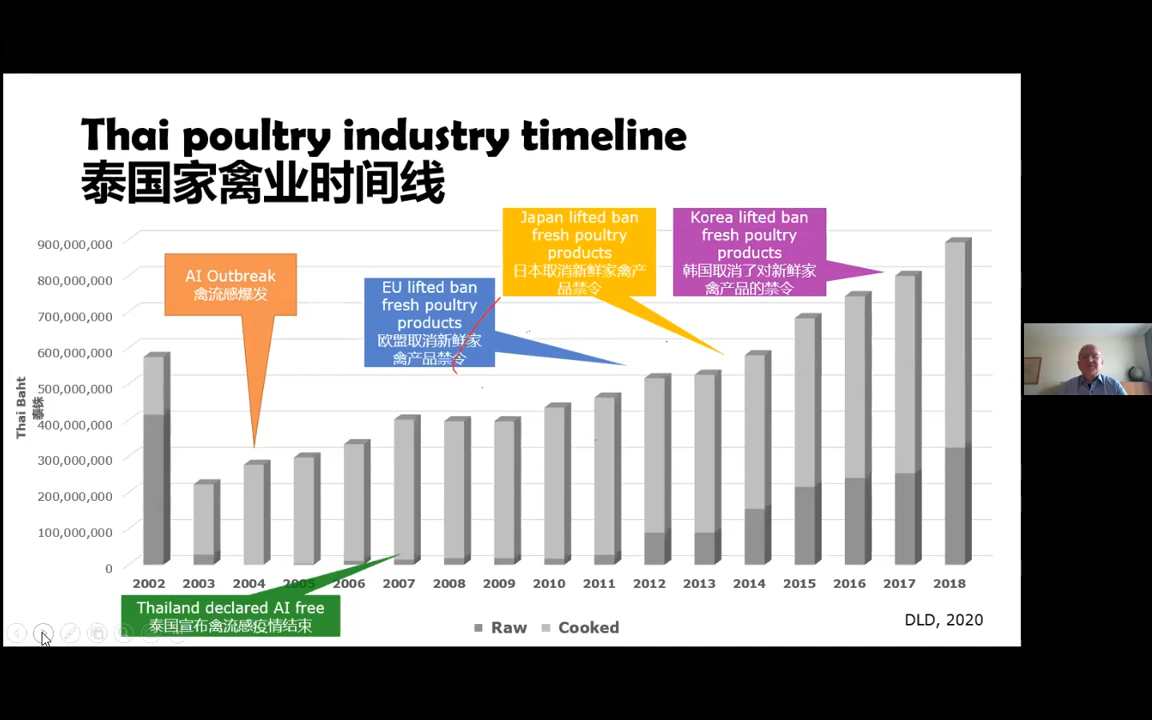 Thai poultry industry timeline
泰国家禽业时间线
Japan lifted ban
fresh poultry
products
日本取消新鲜家禽产
品禁令
Korea lifted ban
fresh poultry
products
韩国取消了对新鲜家
禽产品的禁令
AI Outbreak
禽流感爆发
EU lifted ban
fresh poultry
products
欧盟取消新鲜家
禽产品禁令
Thai Baht
泰铢
900,000,000
800,000,000
700,000,000
600,000,000
500,000,000
400,000,000
300,000,000
200,000,000
100,000,000
0
2002 2003 2004 2005 2006 2007 2008 2009 2010 2011 2012 2013 2014 2015 2016 2017 2018
Thailand declared AI free
泰国宣布禽流感疫情结束
Raw Cooked
DLD, 2020